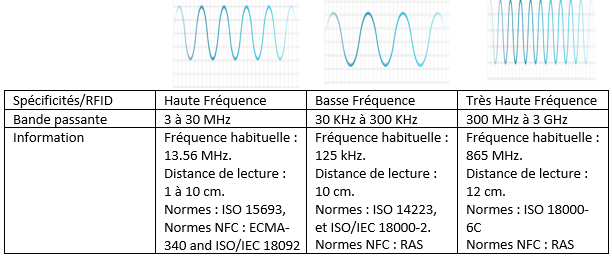 Spécificités/RFID Haute Fréquence Basse Fréquence Très Haute Fréquence
Bande passante 3 à 30 MHz 30 KHz à 300 KHz 300 MHz à 3 GHz
Information Fréquence habituelle : Fréquence habituelle : Fréquence habituelle :
13.56 MHz. 125 kHz. 865 MHz.
Distance de lecture : Distance de lecture : Distance de lecture :
1 à 10 cm. 10 cm. 12 cm.
Normes : ISO 15693, Normes : ISO 14223, Normes : ISO 18000-
Normes NFC : ECMA- et ISO/IEC 18000-2. 6C
340 and ISO/IEC 18092 Normes NFC : RAS Normes NFC : RAS